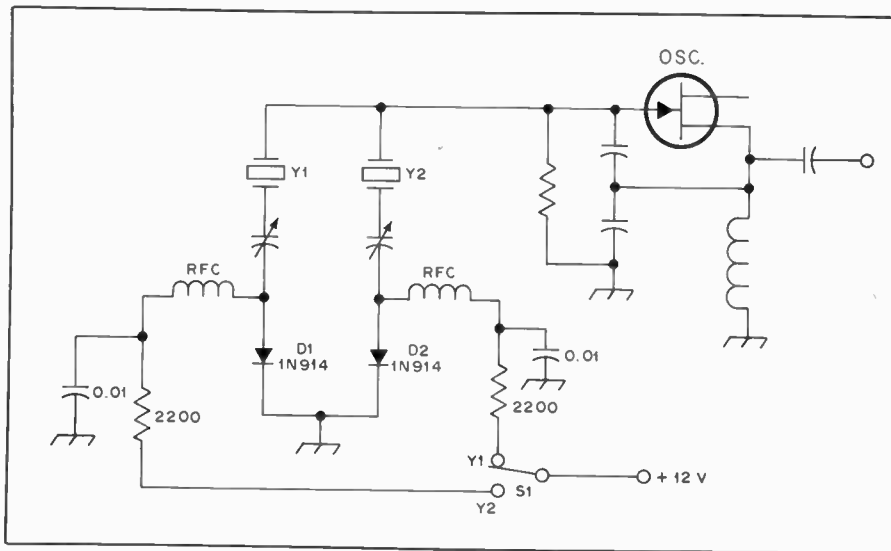 OSC.
Y1
Y2
RFC
RFC
D1
1N914
D2
1N914
0.01
0.01
2200
2200
Y1
S1
+ 12 V
Y2